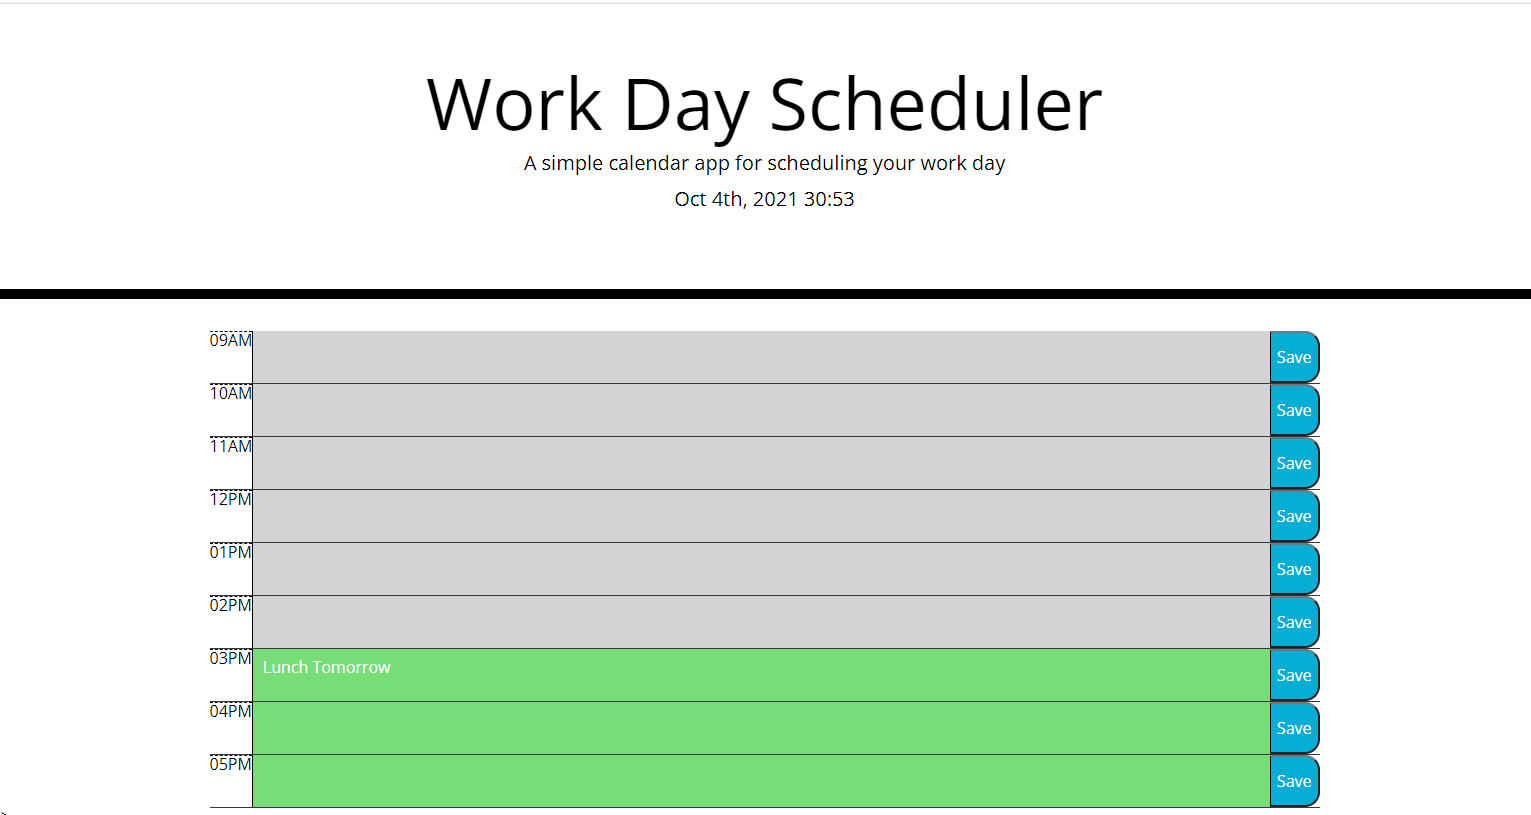 Work Day Scheduler
A simple calendar app for scheduling your work day
Oct 4th, 2021 30:53
09AM Save
10AM Save
11AM Save
12PM Save
01PM Save
02PM Save
03PM Lunch Tomorrow Save
04PM Save
05PM Save
>